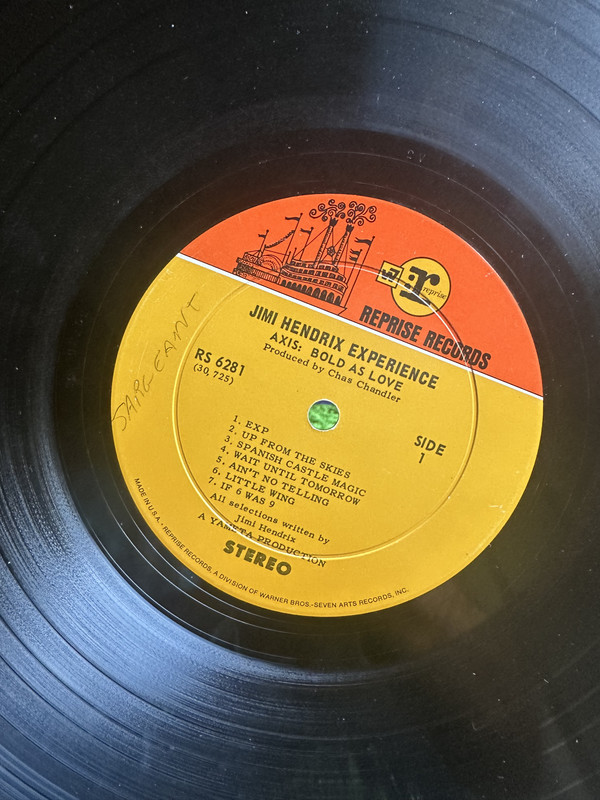 W7
r: reprise
REPRISE RECORDS
JIMI HENDRIX EXPERIENCE
AXIS: BOLD AS LOVE
Produced by Chas Chandler
RS 6281
(30,725)
SIDE
1
1. EXP
2. UP FROM THE SKIES
3. SPANISH CASTLE MAGIC
4. WAIT UNTIL TOMORROW
5. AIN'T NO TELLING
6. LITTLE WING
7. IF 6 WAS 9
All selections written by
Jimi Hendrix
A YAMETA PRODUCTION
STEREO
SARGEANT
MADE IN U.S.A. • REPRISE RECORDS, A DIVISION OF WARNER BROS.-SEVEN ARTS RECORDS, INC.